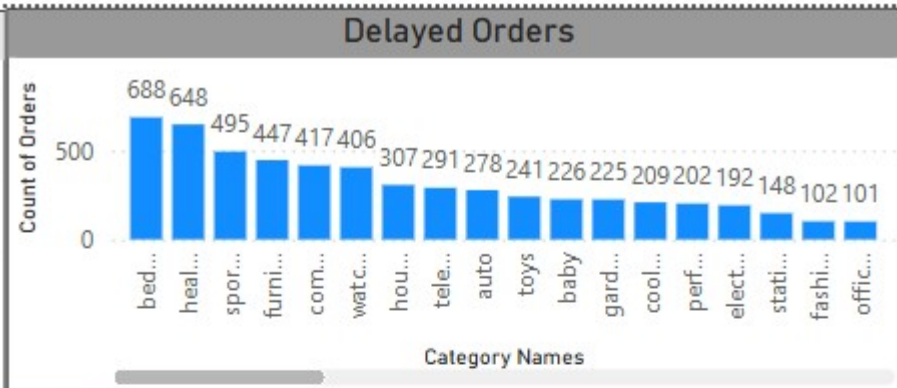 Delayed Orders
Count of Orders
500
0
688 648 495 447 417 406 307 291 278 241 226 225 209 202 192 148 102 101
bed...
heal...
spor...
furni...
com...
watc...
hou...
tele...
auto
toys
baby
gard...
cool...
perf...
elect...
stati...
fashi...
offic...
Category Names